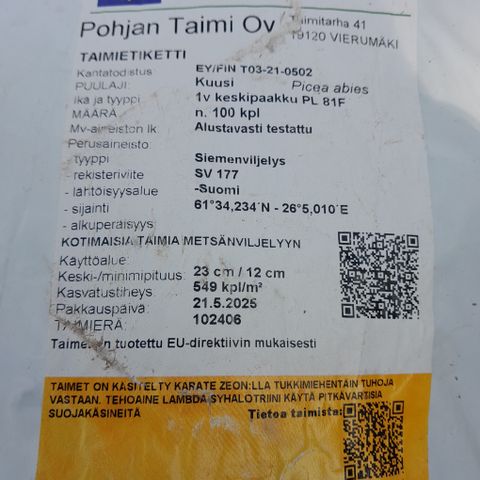 Pohjan Taimi Oy
Taimitarha 41
19120 VIERUMÄKI
TAIMIETIKETTI
Kantatodistus: EY/FIN T03-21-0502
PUULAJI: Kuusi Picea abies
Ikä ja tyyppi 1v keskipaakku PL 81F
MÄÄRÄ: n. 100 kpl
Mv-aineiston lk. Alustavasti testattu
Perusaineisto:
- tyyppi Siemenviljelys
- rekisteriviite SV 177
- lähtöisyysalue -Suomi
- sijainti 61°34,234´N - 26°5,010´E
- alkuperäisyys
KOTIMAISIA TAIMIA METSÄNVILJELYYN
Käyttöalue:
Keski-/minimipituus: 23 cm / 12 cm
Kasvatustiheys: 549 kpl/m²
Pakkauspäivä: 21.5.2025
TAIMIERÄ: 102406
Taimet on tuotettu EU-direktiivin mukaisesti
TAIMET ON KÄSITELTY KARATE ZEON:LLA TUKKIMIEHENTÄIN TUHOJA
VASTAAN. TEHOAINE LAMBDA-SYHALOTRIINI KÄYTÄ PITKÄVARTISIA
SUOJAKÄSINEITÄ
Tietoa taimista: